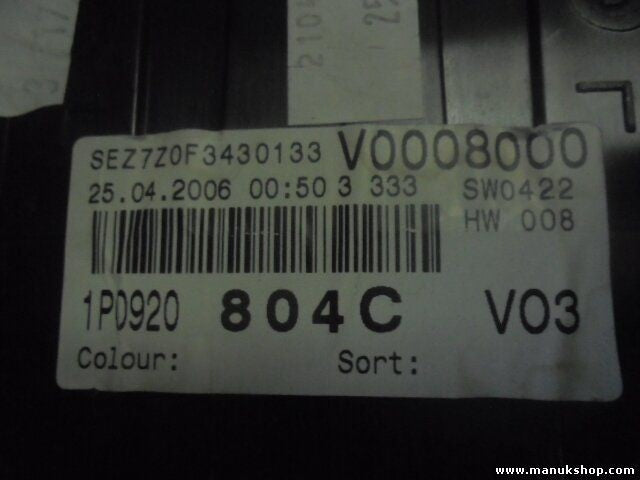 SEZ7Z0F3430133 V0008000
25.04.2006 00:50 3 333 SW0422
HW 008
1P0920 804C V03
Colour: Sort:
www.manukshop.com